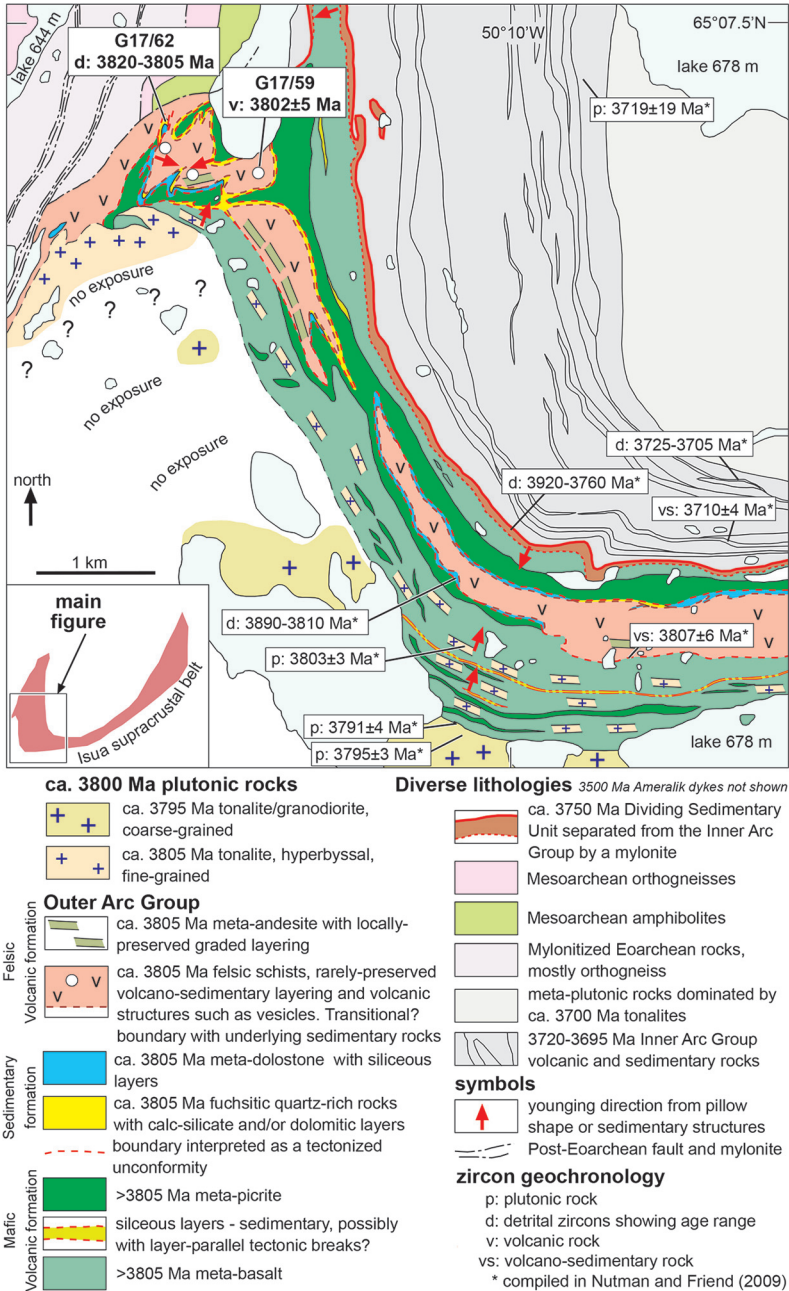 lake 644 m
G17/62
d: 3820-3805 Ma
G17/59
v: 3802±5 Ma
50°10'W
65°07.5'N
lake 678 m
p: 3719±19 Ma*
V
V
V
V
V
V
V
V
no exposure
?
?
?
?
?
?
no exposure
no exposure
V
V
V
V
V
V
V
V
north
1 km
d: 3725-3705 Ma*
d: 3920-3760 Ma*
vs: 3710±4 Ma*
d: 3890-3810 Ma*
vs: 3807±6 Ma*
p: 3803±3 Ma*
p: 3791±4 Ma*
p: 3795±3 Ma*
lake 678 m
main
figure
Isua supracrustal belt
ca. 3800 Ma plutonic rocks
ca. 3795 Ma tonalite/granodiorite,
coarse-grained
ca. 3805 Ma tonalite, hyperbyssal,
fine-grained
Outer Arc Group
Felsic
Volcanic formation
ca. 3805 Ma meta-andesite with locally-
preserved graded layering
V V V
ca. 3805 Ma felsic schists, rarely-preserved
volcano-sedimentary layering and volcanic
structures such as vesicles. Transitional?
boundary with underlying sedimentary rocks
Sedimentary
formation
ca. 3805 Ma meta-dolostone with siliceous
layers
ca. 3805 Ma fuchsitic quartz-rich rocks
with calc-silicate and/or dolomitic layers
boundary interpreted as a tectonized
unconformity
Mafic
Volcanic formation
>3805 Ma meta-picrite
silceous layers - sedimentary, possibly
with layer-parallel tectonic breaks?
>3805 Ma meta-basalt
Diverse lithologies 3500 Ma Ameralik dykes not shown
ca. 3750 Ma Dividing Sedimentary
Unit separated from the Inner Arc
Group by a mylonite
Mesoarchean orthogneisses
Mesoarchean amphibolites
Mylonitized Eoarchean rocks,
mostly orthogneiss
meta-plutonic rocks dominated by
ca. 3700 Ma tonalites
3720-3695 Ma Inner Arc Group
volcanic and sedimentary rocks
symbols
younging direction from pillow
shape or sedimentary structures
Post-Eoarchean fault and mylonite
zircon geochronology
p: plutonic rock
d: detrital zircons showing age range
v: volcanic rock
vs: volcano-sedimentary rock
* compiled in Nutman and Friend (2009)